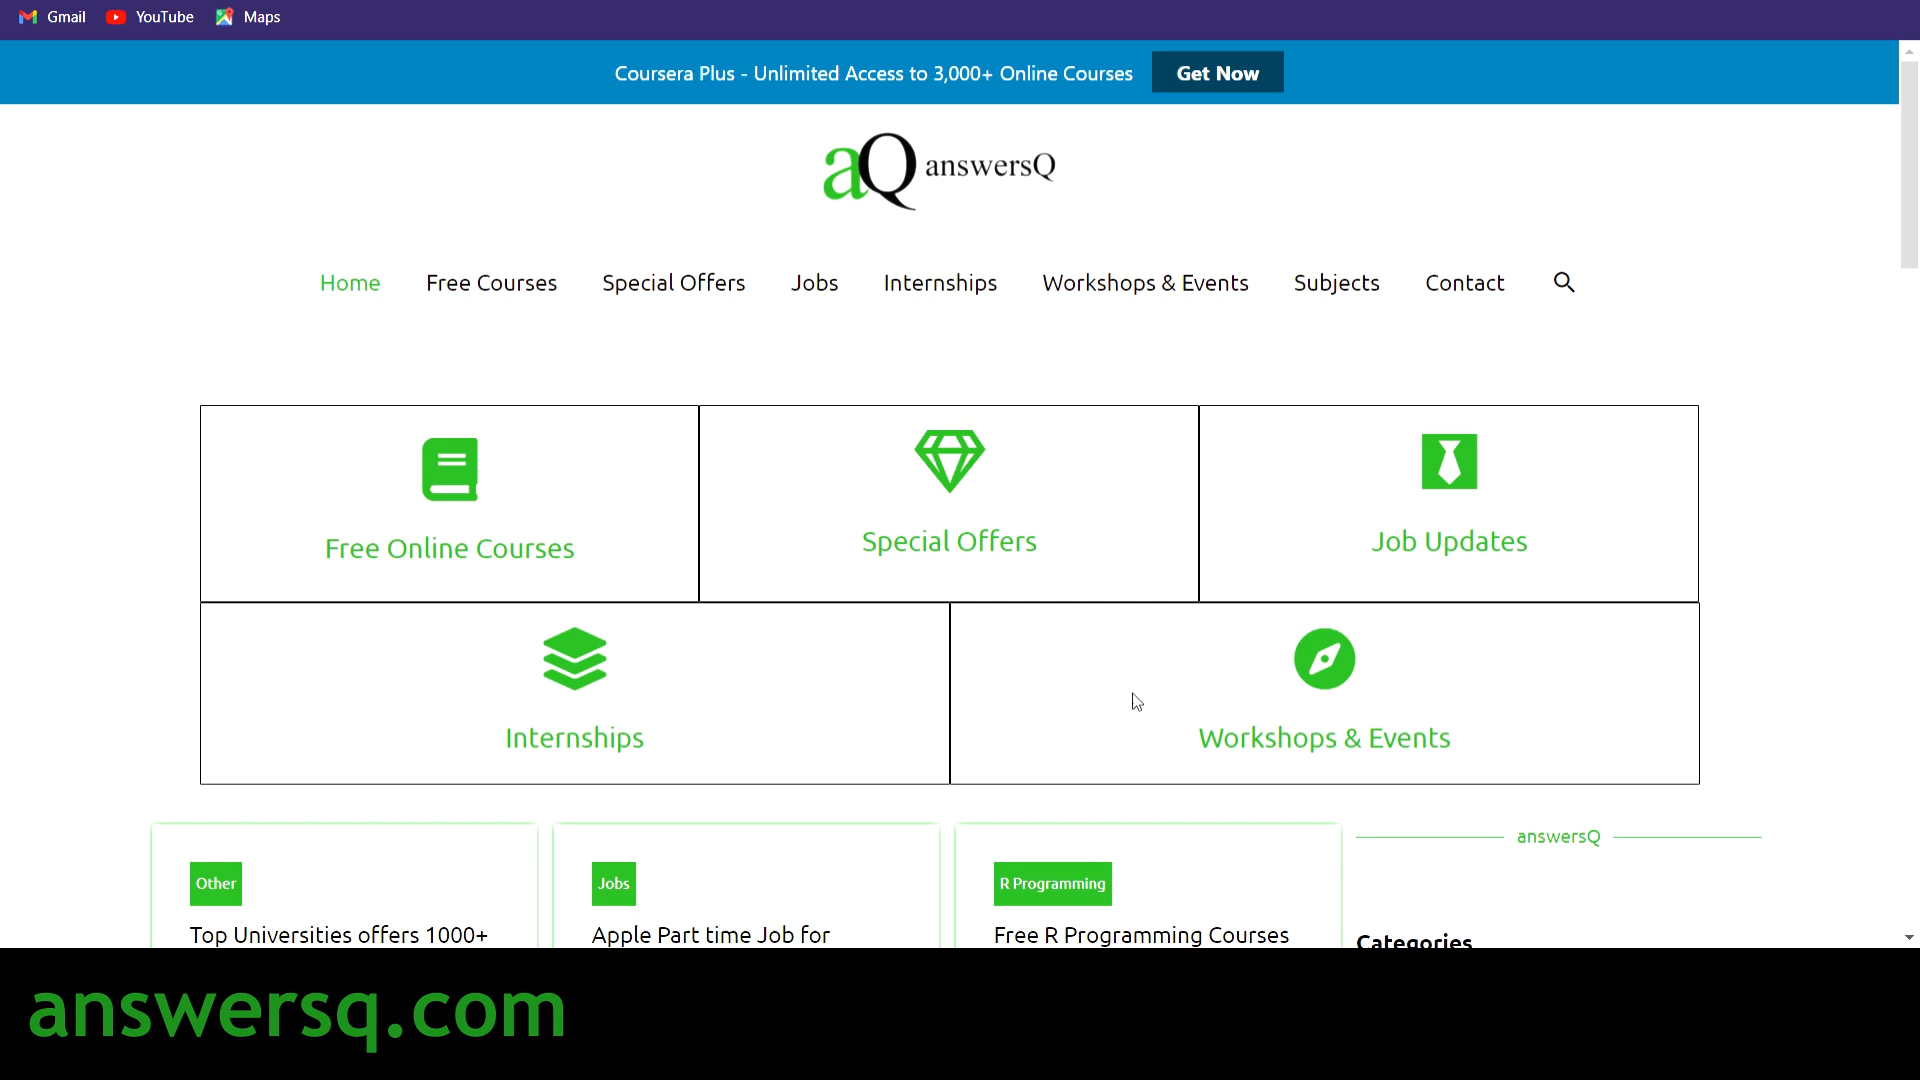 Gmail YouTube Maps
Coursera Plus - Unlimited Access to 3,000+ Online Courses Get Now
aQ answersQ
Home Free Courses Special Offers Jobs Internships Workshops & Events Subjects Contact
Free Online Courses Special Offers Job Updates
Internships Workshops & Events
answersQ
Other Jobs R Programming
Top Universities offers 1000+ Apple Part time Job for Free R Programming Courses Categories
answersq.com